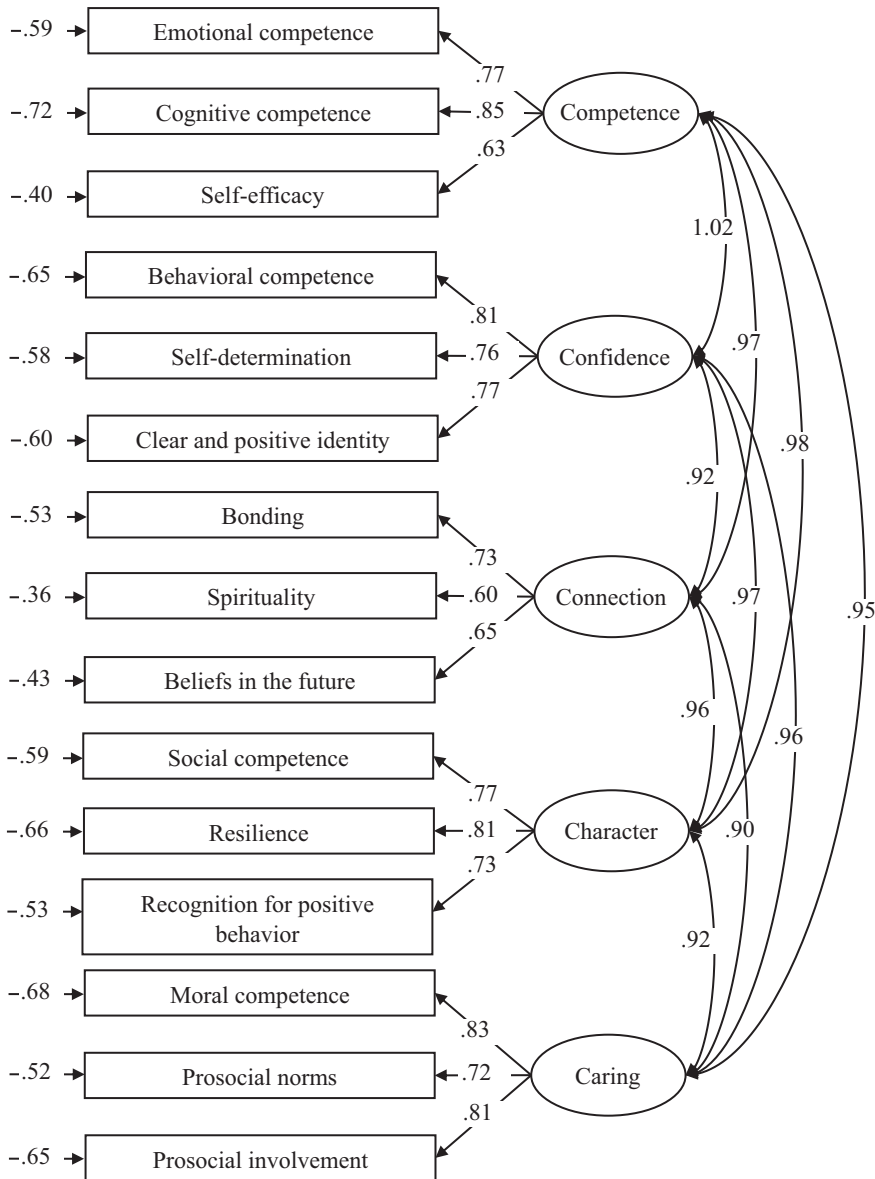 -.59
Emotional competence
.77
-.72
Cognitive competence
.85
Competence
.63
-.40
Self-efficacy
1.02
-.65
Behavioral competence
.81
-.58
Self-determination
.76
Confidence
.97
.77
-.60
Clear and positive identity
.98
.92
-.53
Bonding
.73
-.36
Spirituality
.60
Connection
.97
.95
.65
-.43
Beliefs in the future
.96
.96
-.59
Social competence
.77
-.66
Resilience
.81
Character
.90
.73
-.53
Recognition for positive
behavior
.92
-.68
Moral competence
.83
-.52
Prosocial norms
.72
Caring
.81
-.65
Prosocial involvement